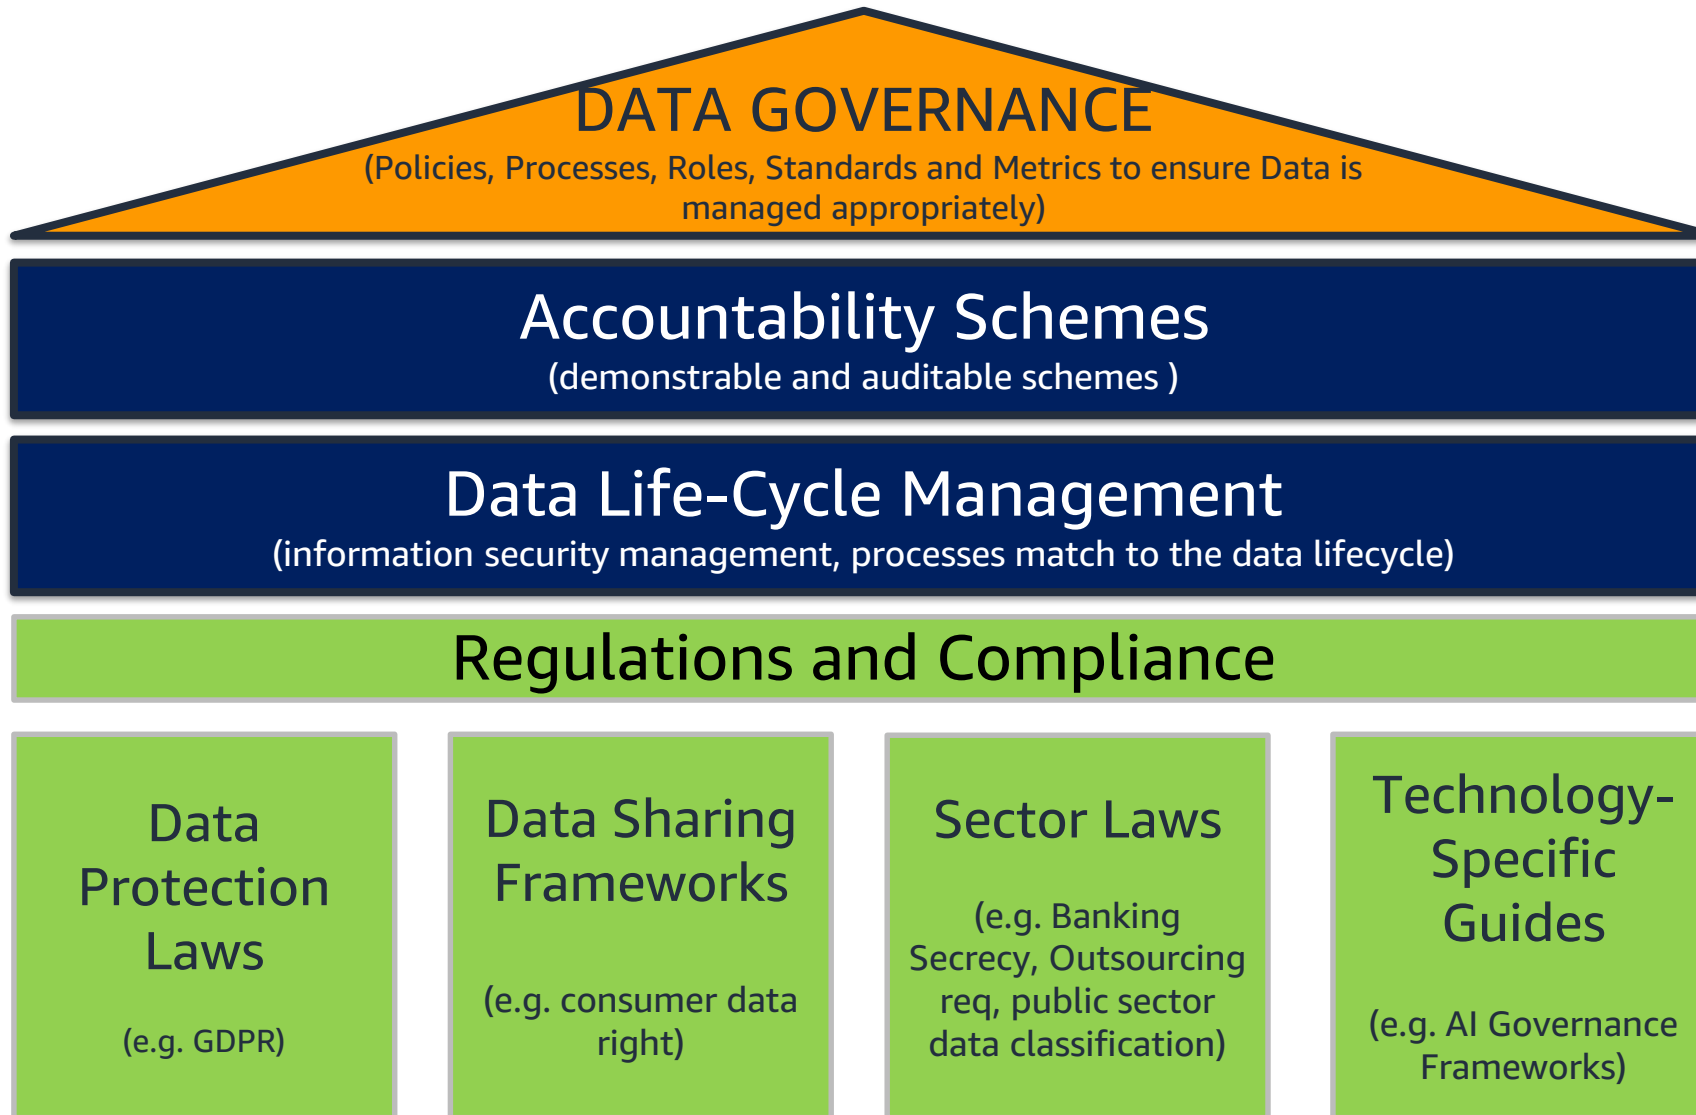 DATA GOVERNANCE
(Policies, Processes, Roles, Standards and Metrics to ensure Data is
managed appropriately)
Accountability Schemes
(demonstrable and auditable schemes )
Data Life-Cycle Management
(information security management, processes match to the data lifecycle)
Regulations and Compliance
Data
Protection
Laws
(e.g. GDPR)
Data Sharing
Frameworks
(e.g. consumer data
right)
Sector Laws
(e.g. Banking
Secrecy, Outsourcing
req, public sector
data classification)
Technology-
Specific
Guides
(e.g. AI Governance
Frameworks)